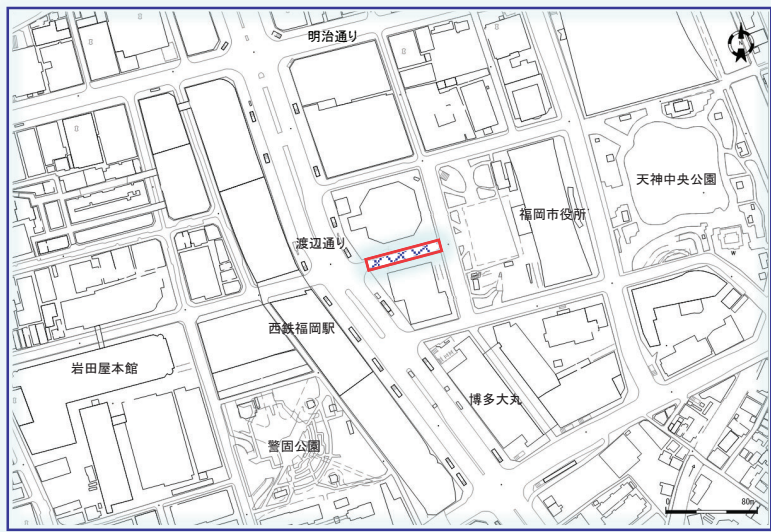 明治通り
N
天神中央公園
福岡市役所
渡辺通り
西鉄福岡駅
岩田屋本館
博多大丸
警固公園
W
0 80m